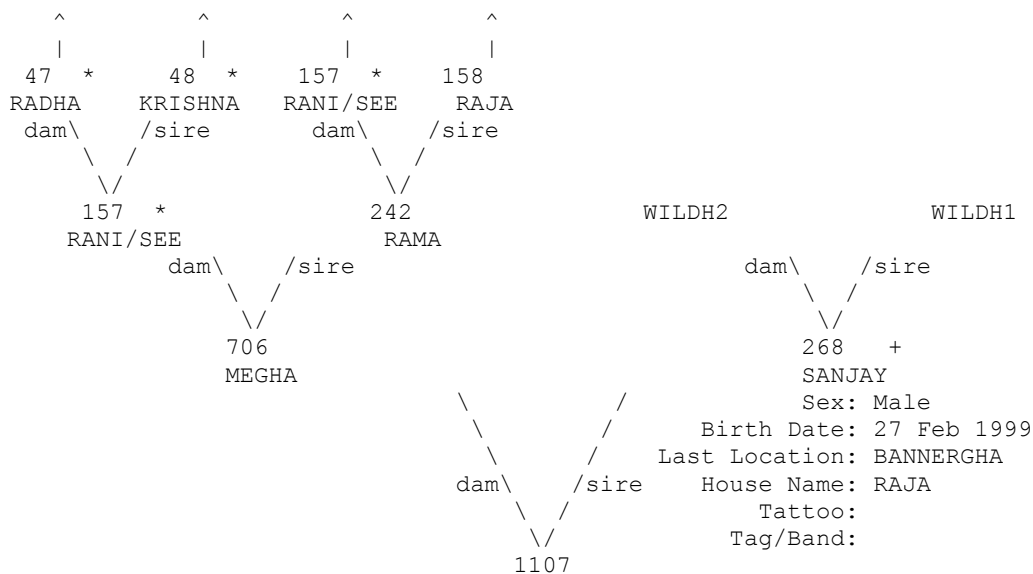 ^ ^ ^ ^
| | | |
47 * 48 * 157 * 158
RADHA KRISHNA RANI/SEE RAJA
dam\ /sire dam\ /sire
\ / \ /
\/ \/
157 * 242 WILDH2 WILDH1
RANI/SEE RAMA
dam\ /sire dam\ /sire
\ / \ /
\/ \/
706 268 +
MEGHA SANJAY
\ / Sex: Male
\ / Birth Date: 27 Feb 1999
\ / Last Location: BANNERGHA
dam\ /sire House Name: RAJA
\ / Tattoo:
\/ Tag/Band:
1107